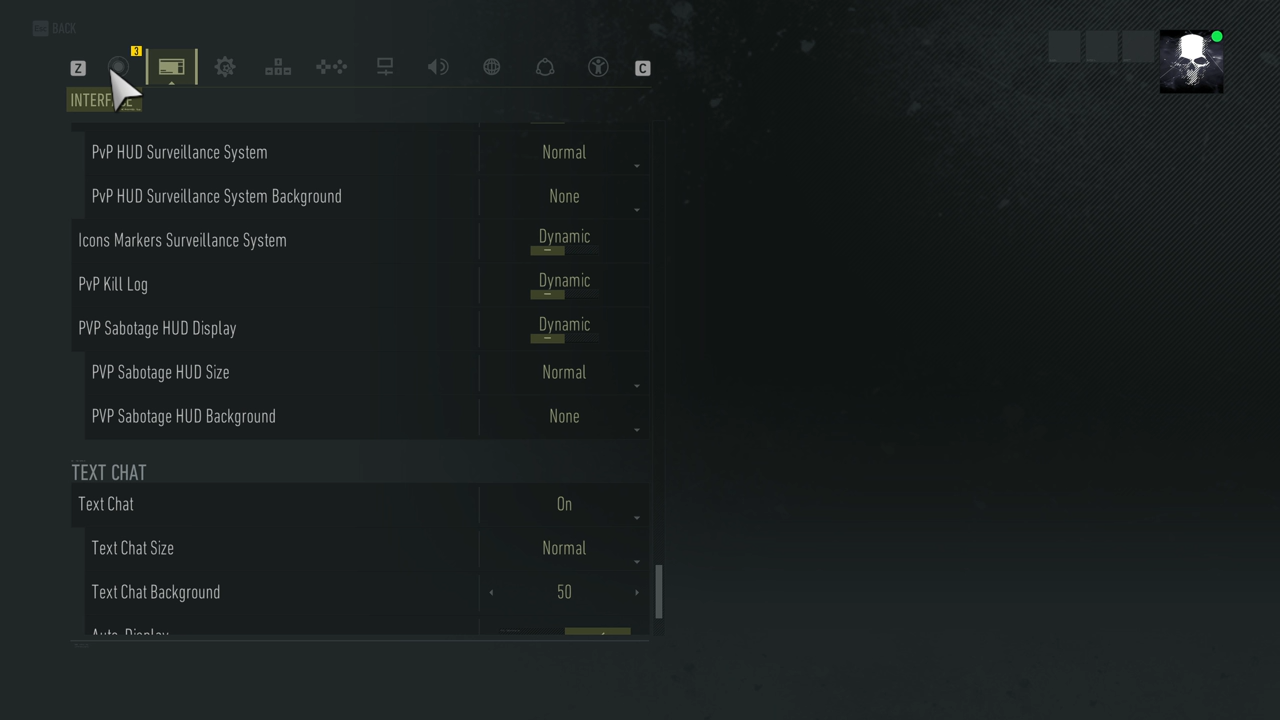 BACK
3
Z
C
INTERFACE
PvP HUD Surveillance System
Normal
PvP HUD Surveillance System Background
None
Icons Markers Surveillance System
Dynamic
PvP Kill Log
Dynamic
PVP Sabotage HUD Display
Dynamic
PVP Sabotage HUD Size
Normal
PVP Sabotage HUD Background
None
TEXT CHAT
Text Chat
On
Text Chat Size
Normal
Text Chat Background
50
Auto-Display